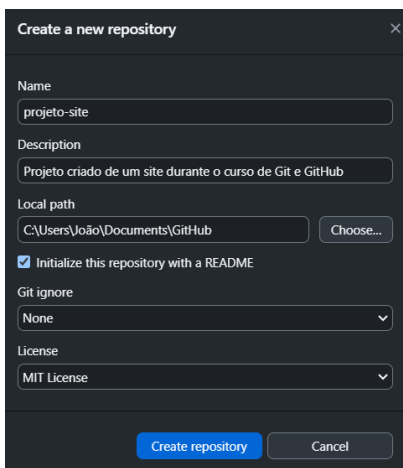 Create a new repository
Name
projeto-site
Description
Projeto criado de um site durante o curso de Git e GitHub
Local path
C:\Users\João\Documents\GitHub
Choose...
Initialize this repository with a README
Git ignore
None
License
MIT License
Create repository
Cancel